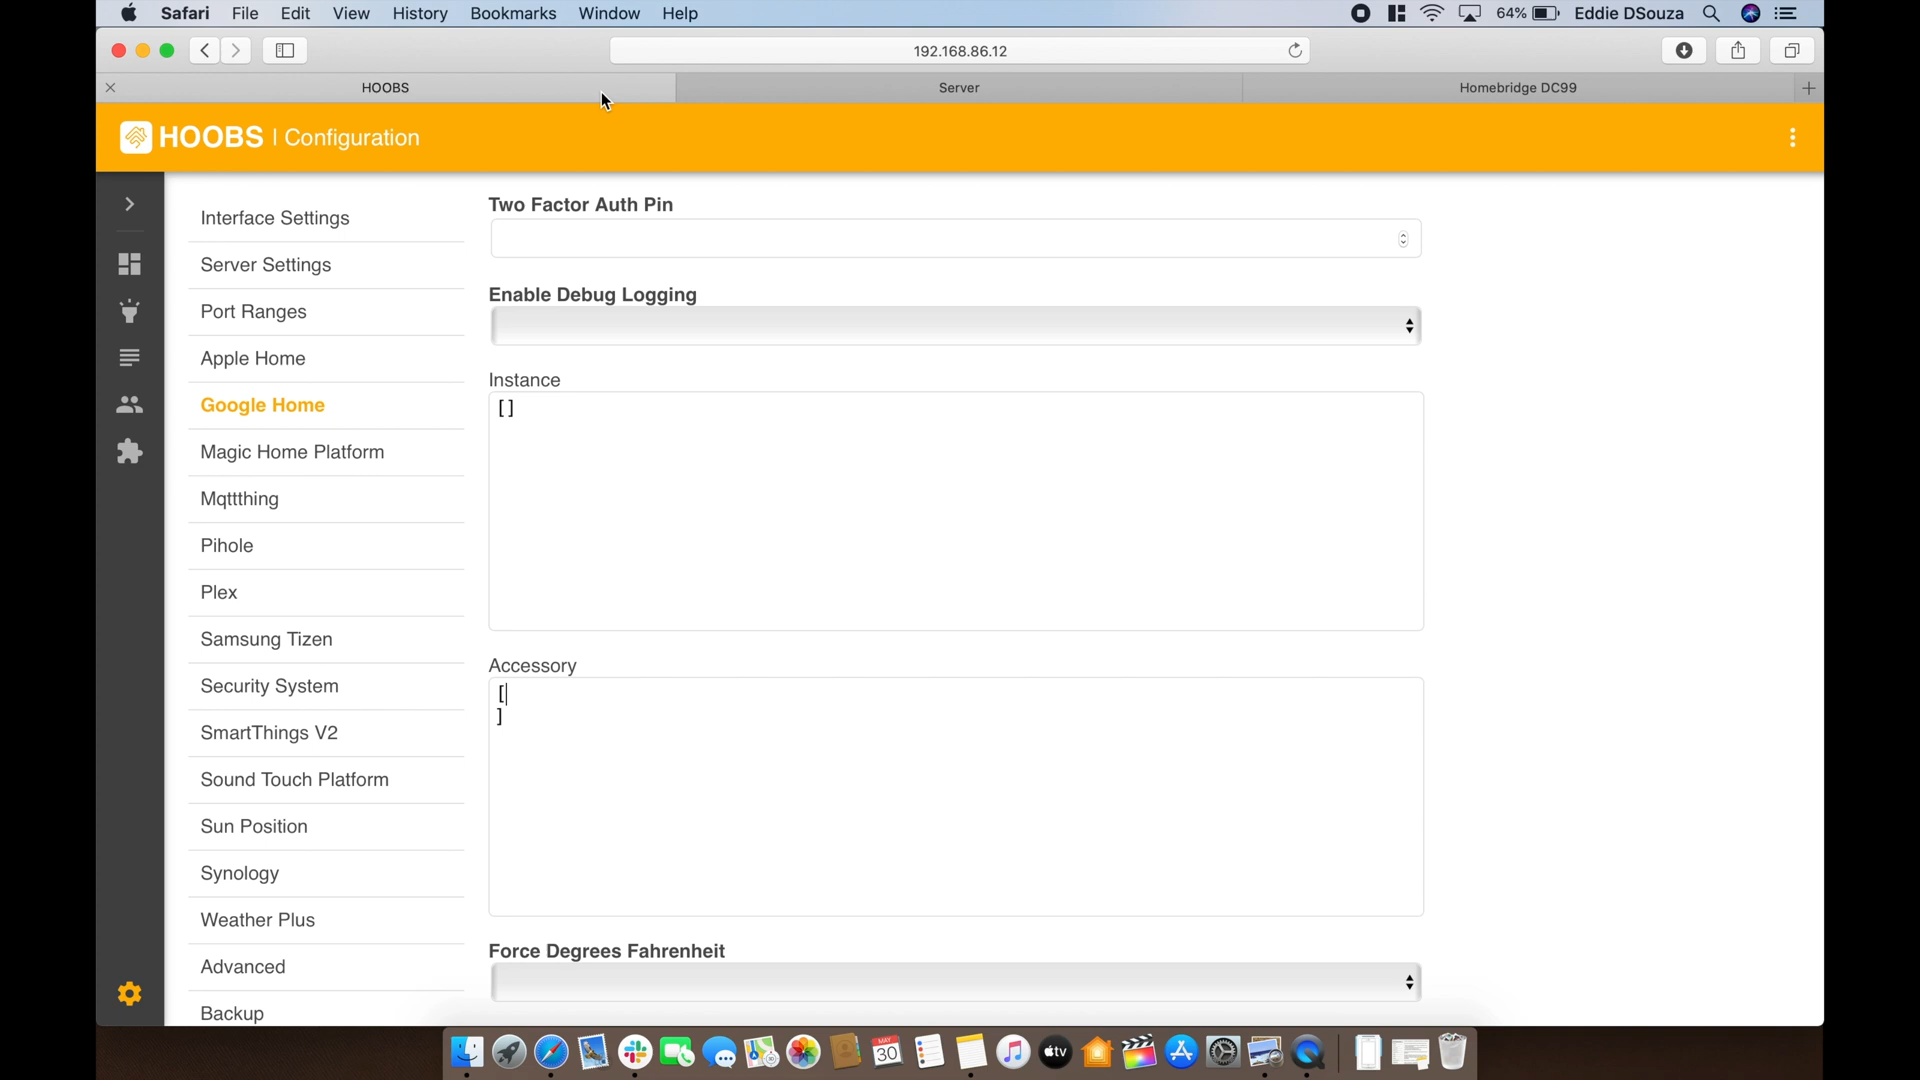 Safari File Edit View History Bookmarks Window Help 64% Eddie DSouza
192.168.86.12
HOOBS Server Homebridge DC99
HOOBS | Configuration
Interface Settings
Server Settings
Port Ranges
Apple Home
Google Home
Magic Home Platform
Mqttthing
Pihole
Plex
Samsung Tizen
Security System
SmartThings V2
Sound Touch Platform
Sun Position
Synology
Weather Plus
Advanced
Backup
Two Factor Auth Pin
Enable Debug Logging
Instance
[]
Accessory
[
]
Force Degrees Fahrenheit
MAY
30
tv